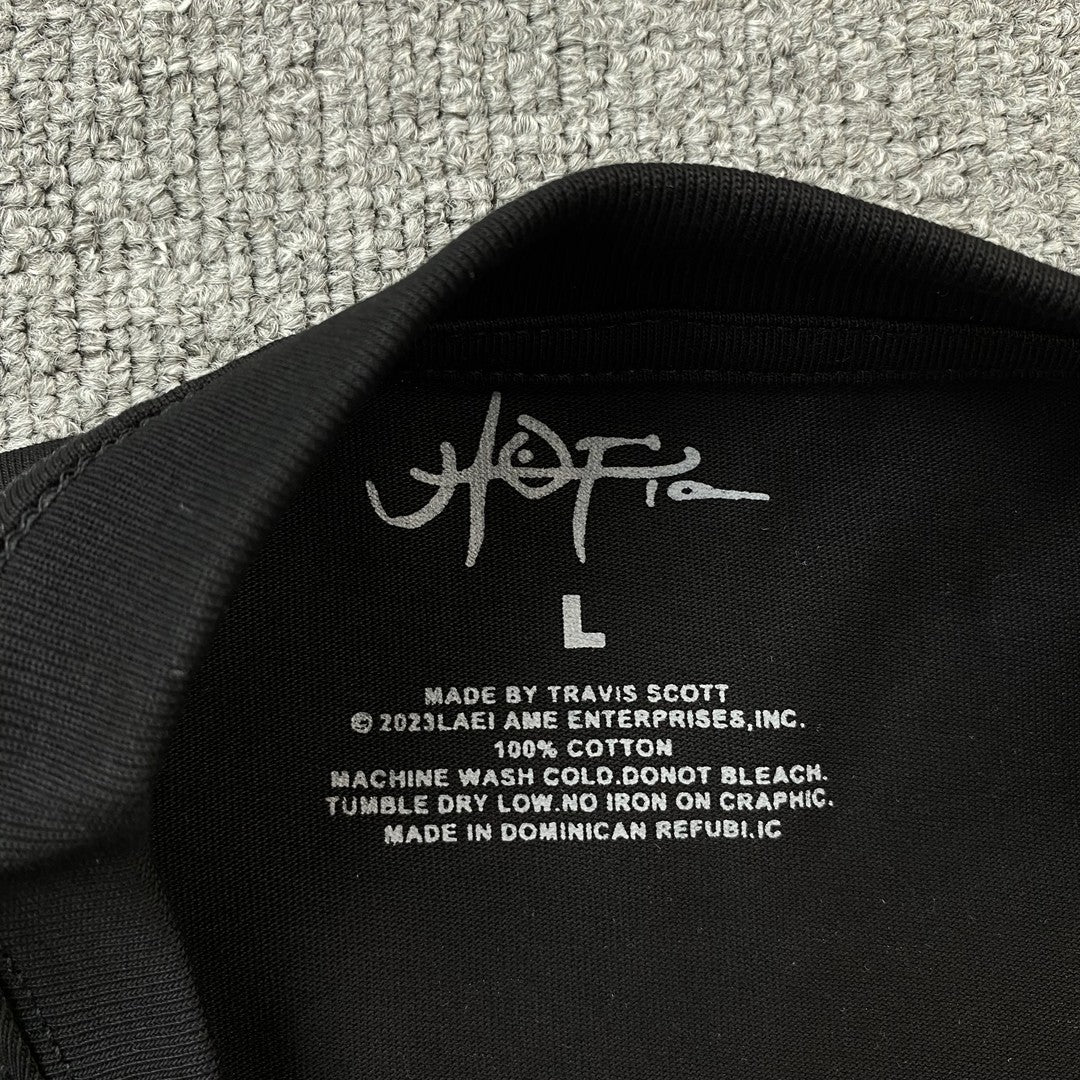 L
MADE BY TRAVIS SCOTT
© 2023LAEI AME ENTERPRISES,INC.
100% COTTON
MACHINE WASH COLD.DONOT BLEACH.
TUMBLE DRY LOW.NO IRON ON CRAPHIC.
MADE IN DOMINICAN REFUBI.IC